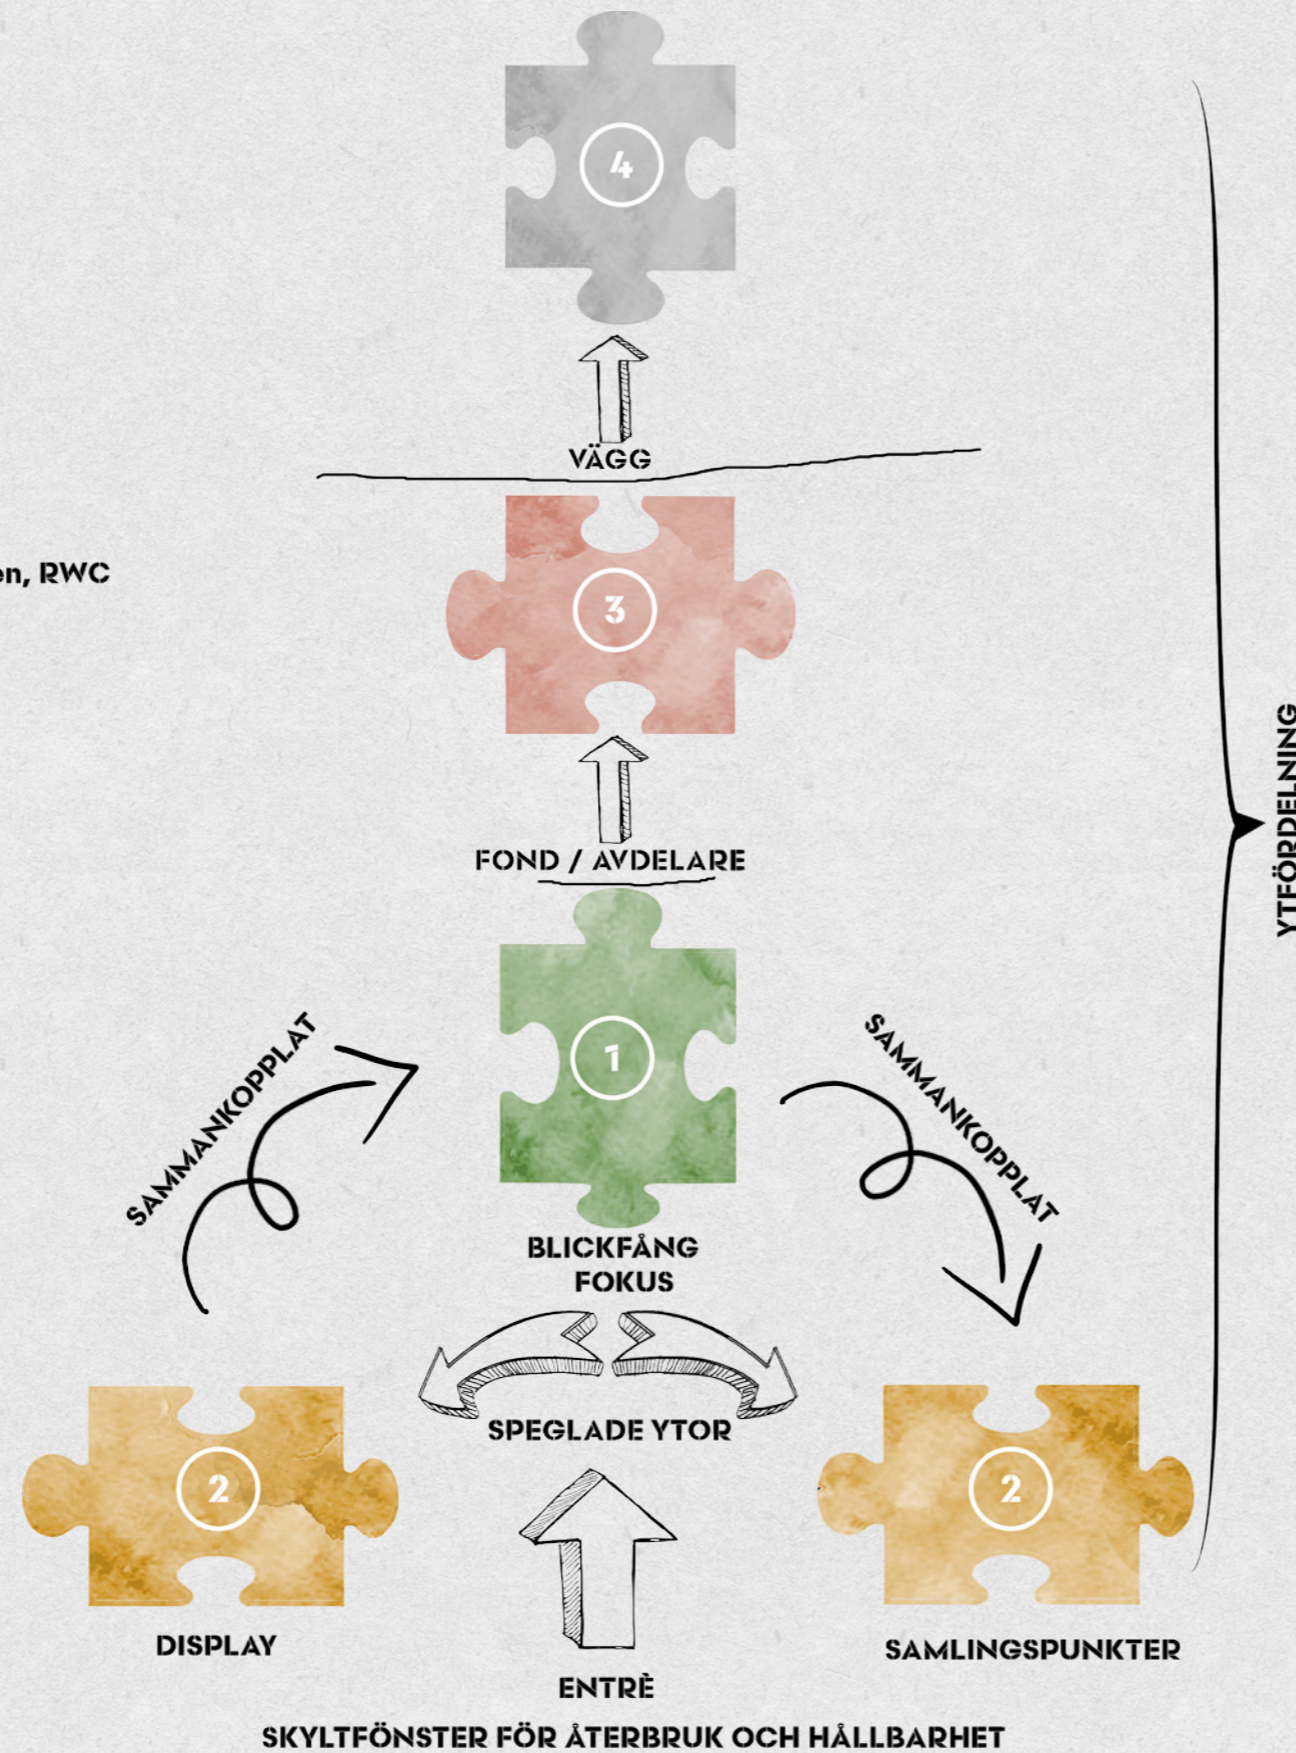 4
VÄGG
en, RWC
3
YTFÖRDELNING
FOND / AVDELARE
1
SAMMANKOPPLAT
SAMMANKOPPLAT
BLICKFÅNG
FOKUS
SPEGLADE YTOR
2
2
DISPLAY
SAMLINGSPUNKTER
ENTRÈ
SKYLTFÖNSTER FÖR ÅTERBRUK OCH HÅLLBARHET